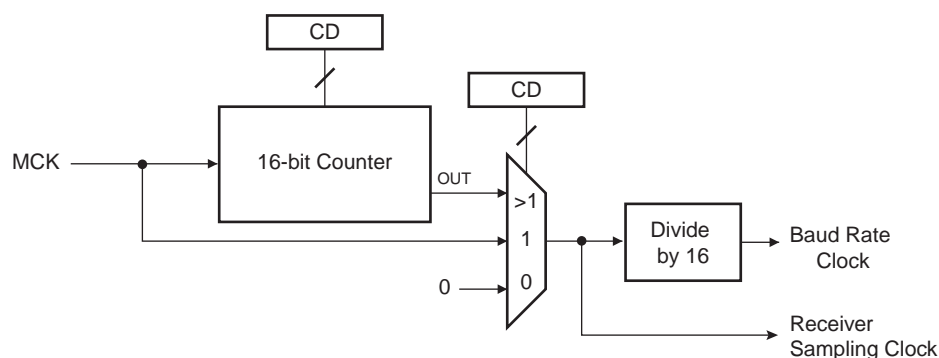 CD
CD
MCK
16-bit Counter
OUT
>1
1
0
0
Divide
by 16
Baud Rate
Clock
Receiver
Sampling Clock